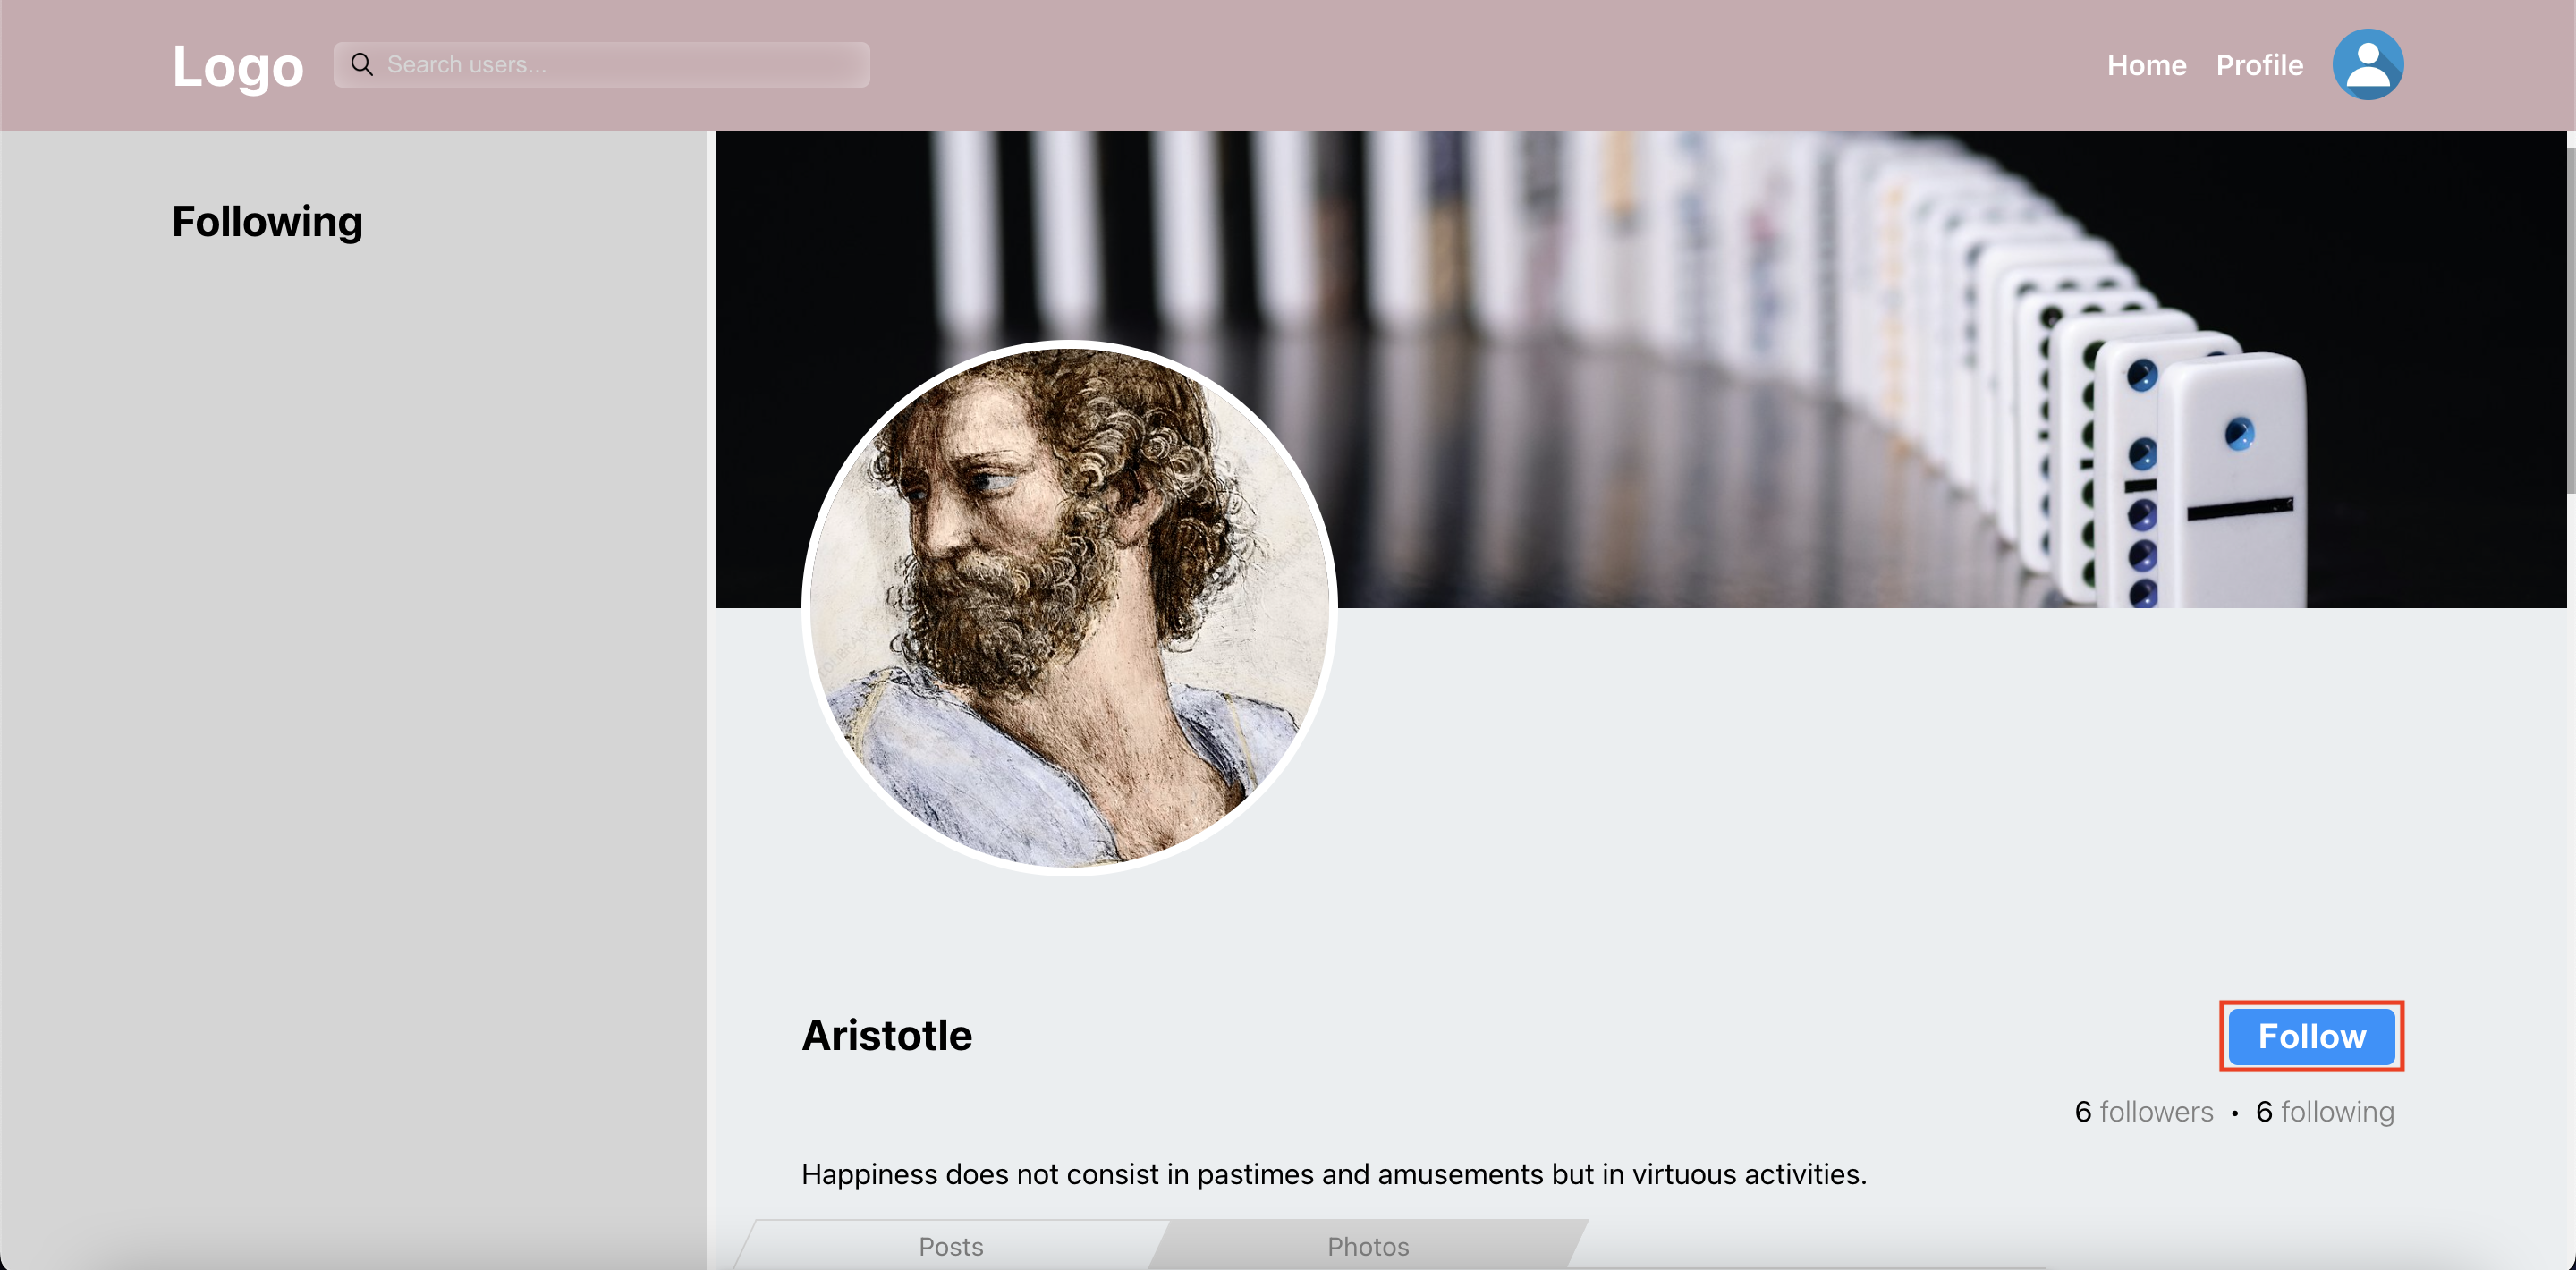 Logo
Search users...
Home
Profile
Following
Aristotle
Follow
6 followers • 6 following
Happiness does not consist in pastimes and amusements but in virtuous activities.
Posts
Photos